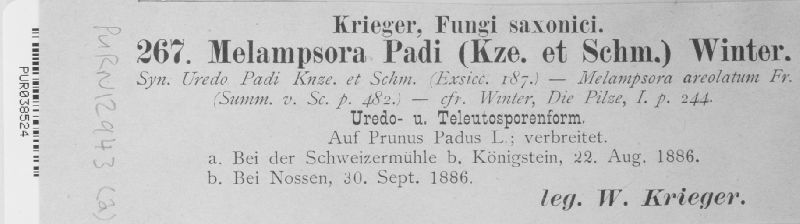 Krieger, Fungi saxonici.
267. Melampsora Padi (Kze. et Schm.) Winter.
Syn. Uredo Padi Knze. et Schm. (Exsicc. 187.) — Melampsora areolatum Fr.
(Summ. v. Sc. p. 482.) — cfr. Winter, Die Pilze, I. p. 244.
Uredo- u. Teleutosporenform.
Auf Prunus Padus L.; verbreitet.
a. Bei der Schweizermühle b. Königstein, 22. Aug. 1886.
b. Bei Nossen, 30. Sept. 1886.
leg. W. Krieger.
PUR038524
PURN12943 (a)